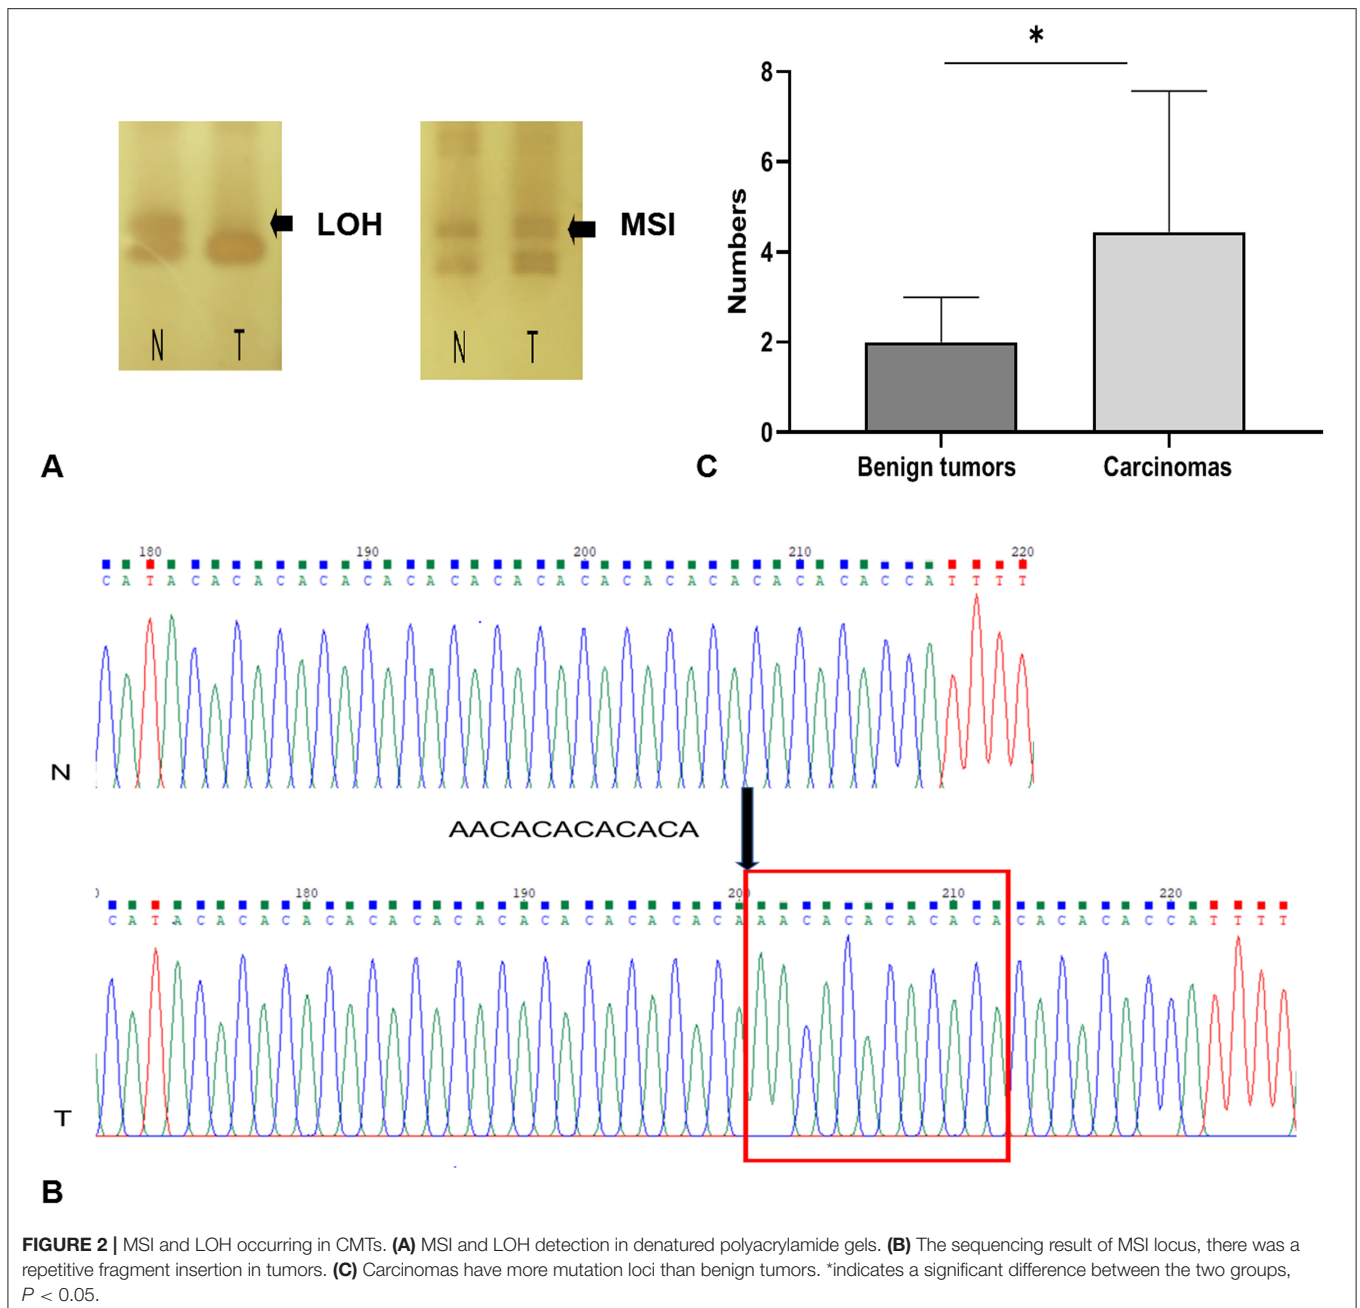 LOH
MSI
N T
N T
A
*
8
6
4
2
0
Numbers
Benign tumors Carcinomas
C
180 190 200 210 220
C A T A C A C A C A C A C A C A C A C A C A C A C A C A C A C A C A C A C C A T T T T
N
AACACACACACA
180 190 200 210 220
C A T A C A C A C A C A C A C A C A C A C A C A C A C A C A A A C A C A C A C A C A C A C A C A C C A T T T T
T
B
FIGURE 2 | MSI and LOH occurring in CMTs. (A) MSI and LOH detection in denatured polyacrylamide gels. (B) The sequencing result of MSI locus, there was a
repetitive fragment insertion in tumors. (C) Carcinomas have more mutation loci than benign tumors. *indicates a significant difference between the two groups,
P < 0.05.